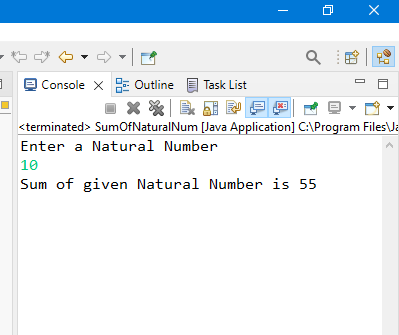 Console Outline Task List
<terminated> SumOfNaturalNum [Java Application] C:\Program Files\Ja
Enter a Natural Number
10
Sum of given Natural Number is 55